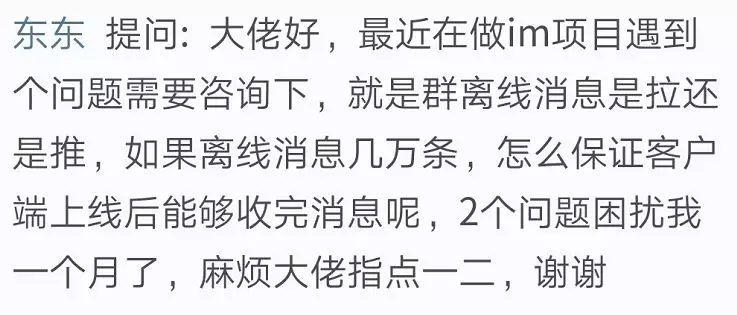 东东 提问: 大佬好，最近在做im项目遇到
个问题需要咨询下，就是群离线消息是拉还
是推，如果离线消息几万条，怎么保证客户
端上线后能够收完消息呢，2个问题困扰我
一个月了，麻烦大佬指点一二，谢谢